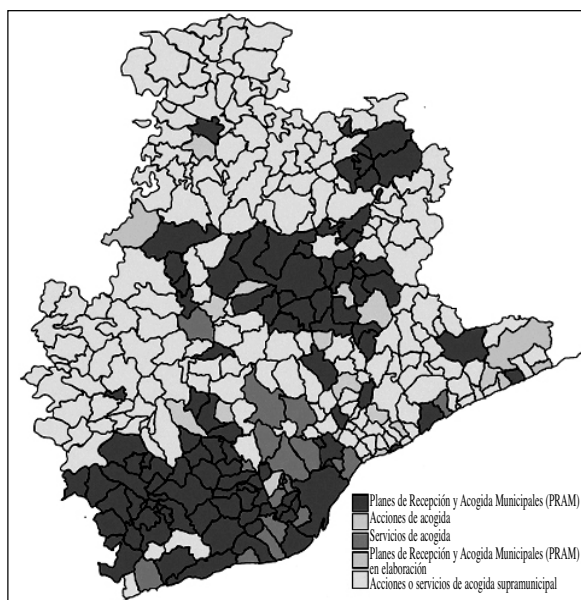 Planes de Recepción y Acogida Municipales (PRAM)
Acciones de acogida
Servicios de acogida
Planes de Recepción y Acogida Municipales (PRAM)
en elaboración
Acciones o servicios de acogida supramunicipal